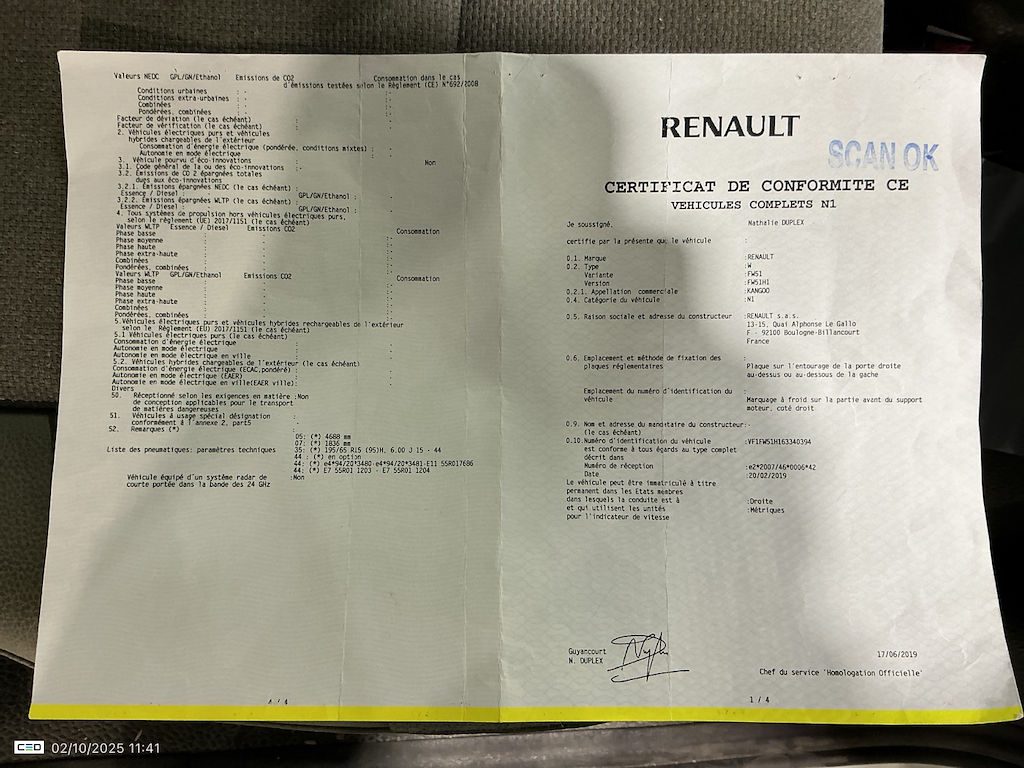 Valeurs NEDC GPL/GN/Ethanol Emissions de CO2 Consommation dans le cas
d'émissions testées selon le Règlement (CE) N°692/2008
Conditions urbaines : - :-
Conditions extra-urbaines : - :-
Combinées : - :-
Pondérées, combinées : - :-
Facteur de déviation (le cas échéant) :
Facteur de vérification (le cas échéant) :
2. Véhicules électriques purs et véhicules
hybrides chargeables de l'extérieur
Consommation d'énergie électrique (pondérée, conditions mixtes) : -
Autonomie en mode électrique : -
3. Véhicule pourvu d'éco-innovations Non
3.1. Code général de la ou des éco-innovations :-
3.2. Emissions de CO 2 épargnées totales
dues aux éco-innovations
3.2.1. Emissions épargnées NEDC (le cas échéant) :
Essence / Diesel : GPL/GN/Ethanol :
3.2.2. Emissions épargnées WLTP (le cas échéant) :
Essence / Diesel : GPL/GN/Ethanol :
4. Tous systèmes de propulsion hors véhicules électriques purs,
selon le règlement (UE) 2017/1151 (le cas échéant)
Valeurs WLTP Essence / Diesel Emissions CO2 Consommation
Phase basse
Phase moyenne
Phase haute
Phase extra-haute
Combinées
Pondérées, combinées
Valeurs WLTP GPL/GN/Ethanol Emissions CO2 Consommation
Phase basse
Phase moyenne
Phase haute
Phase extra-haute
Combinées
Pondérées, combinées
5.Véhicules électriques purs et véhicules hybrides rechargeables de l'extérieur
selon le Règlement (EU) 2017/1151 (le cas échéant)
5.1 Véhicules électriques purs (le cas échéant)
Consommation d'énergie électrique
Autonomie en mode électrique
Autonomie en mode électrique en ville
5.2. Véhicules hybrides chargeables de l'extérieur (le cas échéant)
Consommation d'énergie électrique (ECAC,pondéré) :
Autonomie en mode électrique (EAER)
Autonomie en mode électrique en ville(EAER ville):
Divers
50. Réceptionné selon les exigences en matière :Non
de conception applicables pour le transport
de matières dangereuses
51. Véhicules à usage spécial désignation
conformément à l'annexe 2, part5 :-
52. Remarques (*) :
05: (*) 4688 mm
07: (*) 1836 mm
Liste des pneumatiques: paramètres techniques 35: (*) 195/65 R15 (95)H, 6.00 J 15 - 44
44 : (*) en option
44: (*) e4*94/20*3480-e4*94/20*3481-E11 55R017686
44: (*) E7 55R01 1203 - E7 55R01 1204
Véhicule équipé d'un système radar de :Non
courte portée dans la bande des 24 GHz
4 / 4
RENAULT
SCAN OK
CERTIFICAT DE CONFORMITE CE
VEHICULES COMPLETS N1
Je soussigné, Nathalie DUPLEX
certifie par la présente que le véhicule :
0.1. Marque :RENAULT
0.2. Type :W
Variante :FW51
Version :FW51H1
0.2.1. Appellation commerciale :KANGOO
0.4. Catégorie du véhicule :N1
0.5. Raison sociale et adresse du constructeur :RENAULT s.a.s.
13-15, Quai Alphonse Le Gallo
F - 92100 Boulogne-Billancourt
France
0.6. Emplacement et méthode de fixation des :
plaques réglementaires Plaque sur l'entourage de la porte droite
au-dessus ou au-dessous de la gache
Emplacement du numéro d'identification du
véhicule Marquage à froid sur la partie avant du support
moteur, coté droit
0.9. Nom et adresse du mandataire du constructeur:-
(le cas échéant)
0.10.Numéro d'identification du véhicule :VF1FW51H163340394
est conforme à tous égards au type complet
décrit dans
Numéro de réception :e2*2007/46*0006*42
Date :20/02/2019
Le véhicule peut être immatriculé à titre
permanent dans les Etats membres
dans lesquels la conduite est à :Droite
et qui utilisent les unités :Métriques
pour l'indicateur de vitesse
Guyancourt
N. DUPLEX
17/06/2019
Chef du service 'Homologation Officielle'
1 / 4
CEO 02/10/2025 11:41